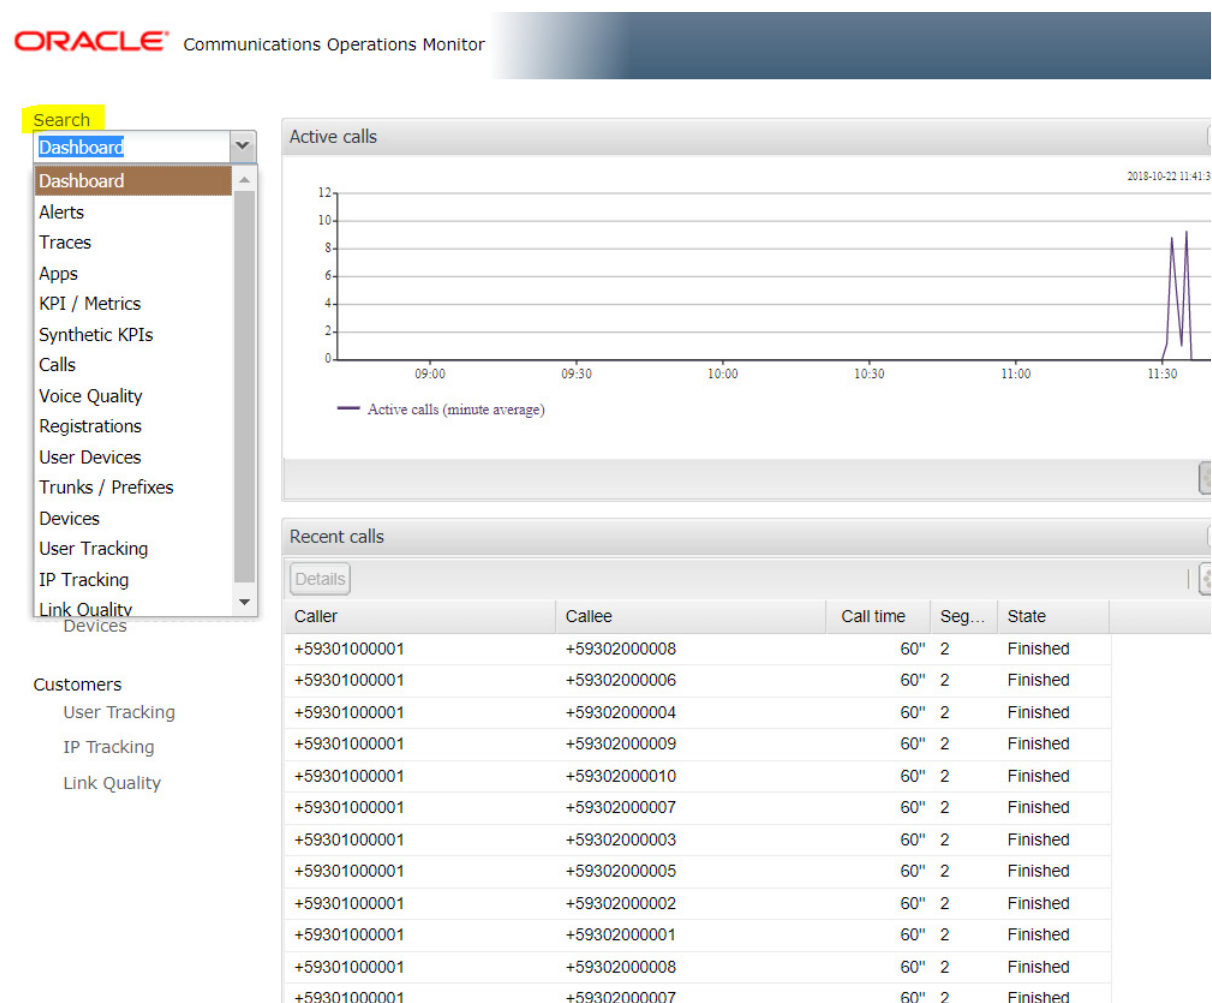 ORACLE® Communications Operations Monitor
Search
Dashboard
Dashboard
Alerts
Traces
Apps
KPI / Metrics
Synthetic KPIs
Calls
Voice Quality
Registrations
User Devices
Trunks / Prefixes
Devices
User Tracking
IP Tracking
Link Quality
Devices
Customers
User Tracking
IP Tracking
Link Quality
Active calls
2018-10-22 11:41:3
12
10
8
6
4
2
0
09:00 09:30 10:00 10:30 11:00 11:30
Active calls (minute average)
Recent calls
Details
Caller Callee Call time Seg... State
+59301000001 +59302000008 60" 2 Finished
+59301000001 +59302000006 60" 2 Finished
+59301000001 +59302000004 60" 2 Finished
+59301000001 +59302000009 60" 2 Finished
+59301000001 +59302000010 60" 2 Finished
+59301000001 +59302000007 60" 2 Finished
+59301000001 +59302000003 60" 2 Finished
+59301000001 +59302000005 60" 2 Finished
+59301000001 +59302000002 60" 2 Finished
+59301000001 +59302000001 60" 2 Finished
+59301000001 +59302000008 60" 2 Finished
+59301000001 +59302000007 60" 2 Finished